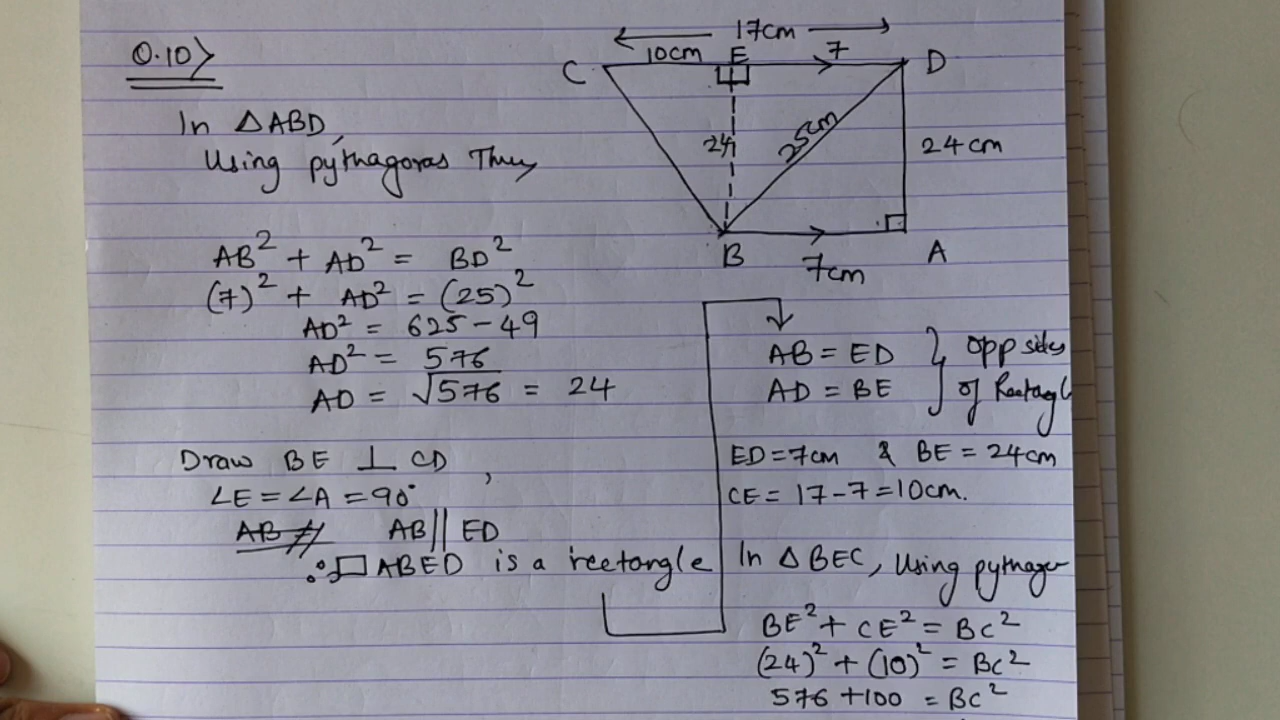 Q.10>
17cm
C 10cm E 7 D
24 25cm 24cm
B 7cm A
In △ABD,
Using pythagoras
AB² + AD² = BD²
(7)² + AD² = (25)²
AD² = 625 - 49
AD² = 576
AD = √576 = 24
Draw BE ⊥ CD,
∠E = ∠A = 90°
AB ∥ AB ∥ ED
∴ □ABED is a rectangle
AB = ED } opp sides
AD = BE } of
ED = 7cm & BE = 24cm
CE = 17 - 7 = 10cm.
In △BEC, Using
BE² + CE² = BC²
(24)² + (10)² = BC²
576 + 100 = BC²